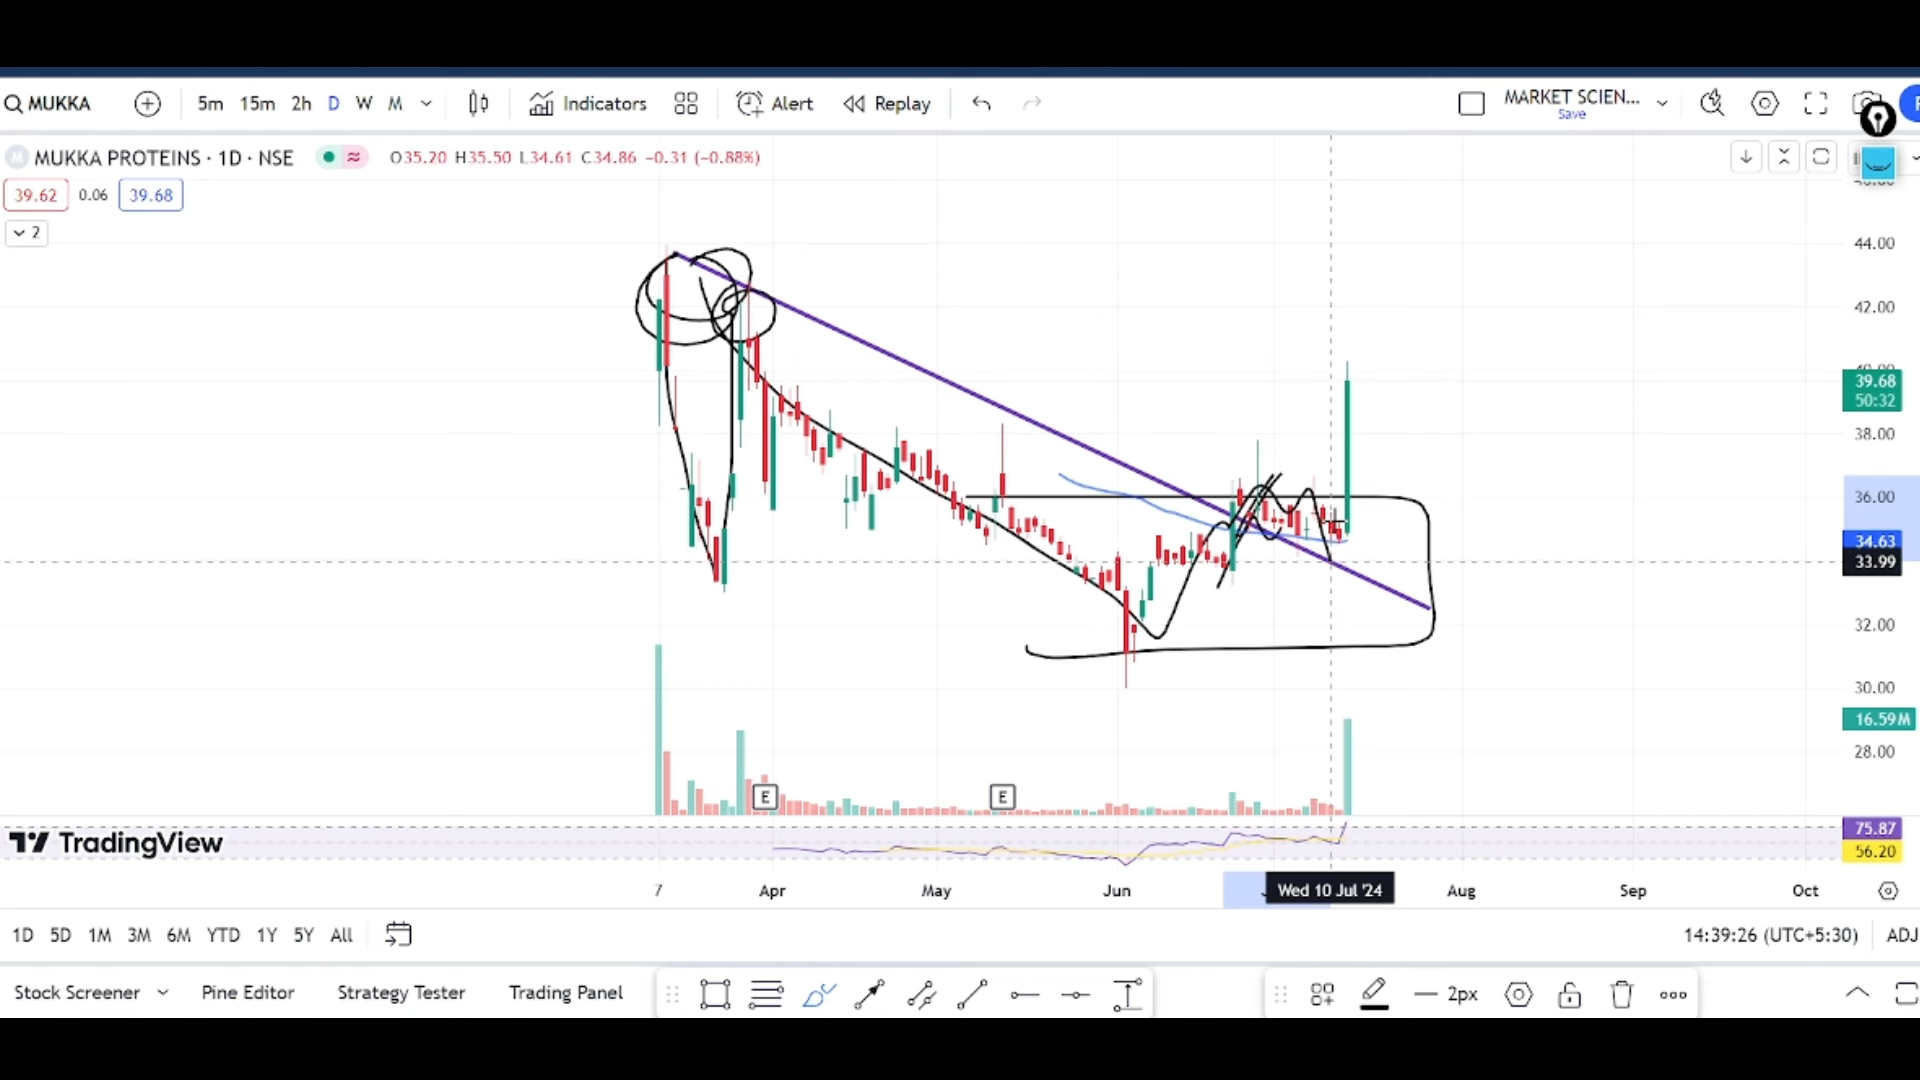 MUKKA 5m 15m 2h D W M Indicators Alert Replay MARKET SCIEN...
Save
MUKKA PROTEINS · 1D · NSE O35.20 H35.50 L34.61 C34.86 −0.31 (−0.88%)
39.62 0.06 39.68
2
44.00
42.00
39.68
50:32
38.00
36.00
34.63
33.99
32.00
30.00
16.59M
28.00
E E
TradingView
75.87
56.20
7 Apr May Jun Wed 10 Jul '24 Aug Sep Oct
1D 5D 1M 3M 6M YTD 1Y 5Y All 14:39:26 (UTC+5:30) ADJ
Stock Screener Pine Editor Strategy Tester Trading Panel 2px